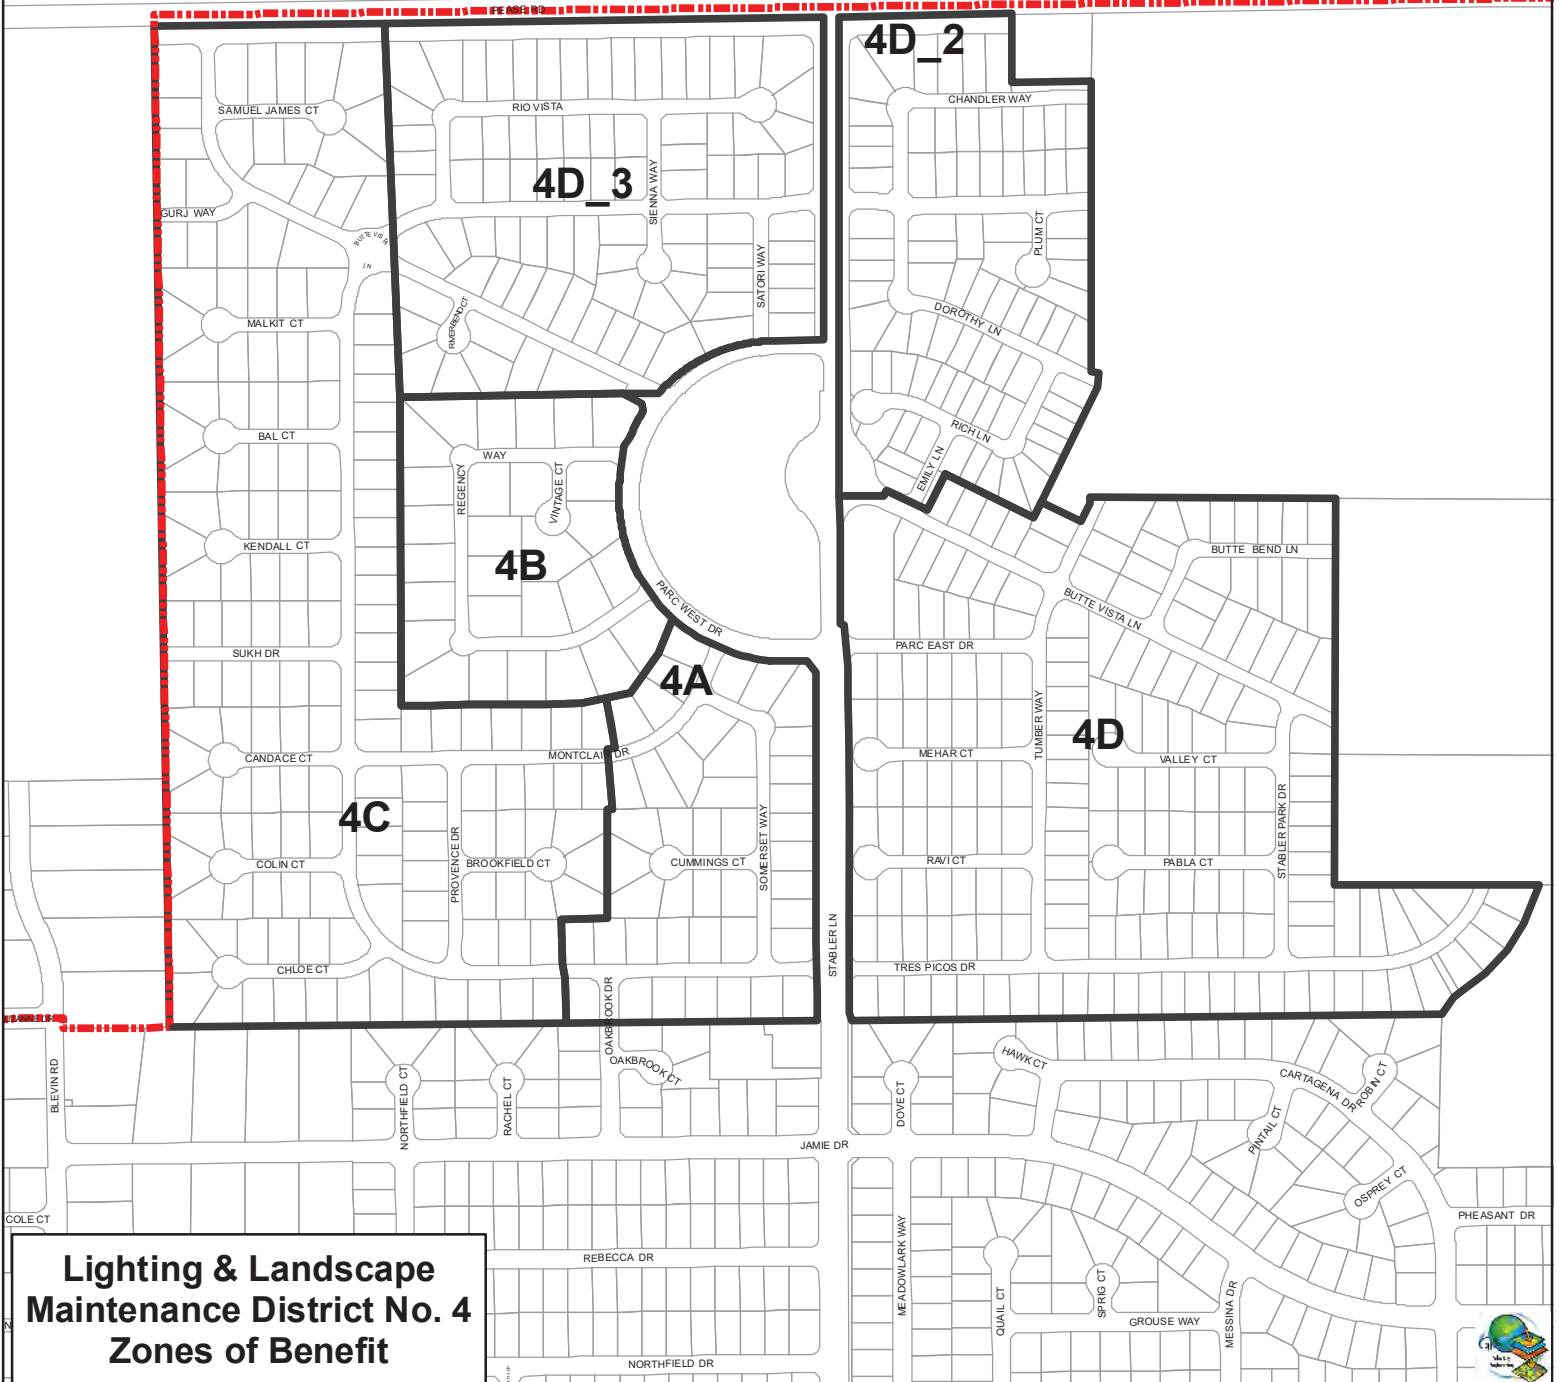 PEASE RD
4D_2
CHANDLER WAY
SAMUEL JAMES CT
RIO VISTA
4D_3
SIENNA WAY
GURJ WAY
BUTTE VISTA
LN
PLUM CT
SATORI WAY
RIVERBEND CT
MALKIT CT
DOROTHY LN
BAL CT
RICH LN
EMILY LN
WAY
REGENCY
VINTAGE CT
KENDALL CT
4B
BUTTE BEND LN
PARC WEST DR
BUTTE VISTA LN
SUKH DR
PARC EAST DR
4A
TUMBER WAY
4D
CANDACE CT
MONTCLAIR DR
MEHAR CT
VALLEY CT
4C
STABLER PARK DR
SOMERSET WAY
PROVENCE DR
COLIN CT
BROOKFIELD CT
CUMMINGS CT
RAVI CT
PABLA CT
STABLER LN
CHLOE CT
TRES PICOS DR
OAKBROOK DR
OAKBROOK CT
HAWK CT
BLEVIN RD
NORTHFIELD CT
RACHEL CT
DOVE CT
CARTAGENA DR
ROBIN CT
PINTAIL CT
JAMIE DR
OSPREY CT
COLE CT
PHEASANT DR
MEADOWLARK WAY
REBECCA DR
QUAIL CT
SPRIG CT
MESSINA DR
GROUSE WAY
NORTHFIELD DR
Lighting & Landscape
Maintenance District No. 4
Zones of Benefit